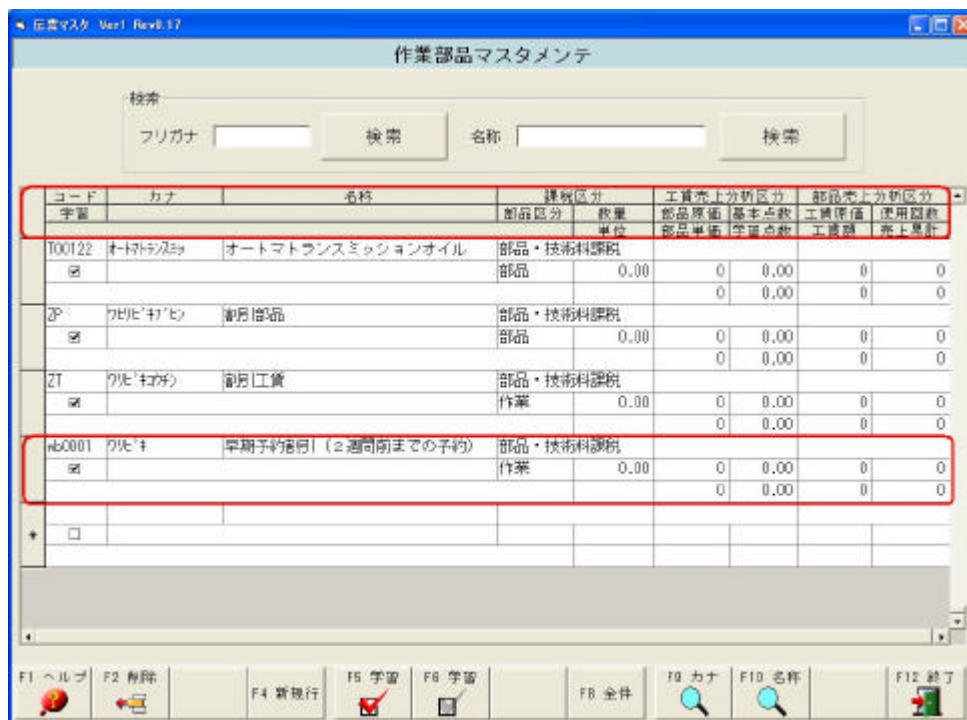 伝票マスタ Ver1 Rev0.17
作業部品マスタメンテ
検索
フリガナ 検索 名称 検索
コード カナ 名称 課税区分 工賃売上分析区分 部品売上分析区分
学習 部品区分 数量 部品原価 基本点数 工賃原価 使用回数
単位 部品単価 学習点数 工賃額 売上累計
T00122 オートマトランスミッ オートマトランスミッションオイル 部品・技術料課税
部品 0.00 0 0.00 0 0
0 0.00 0 0
ZP ワリビキブヒン 割引部品 部品・技術料課税
部品 0.00 0 0.00 0 0
0 0.00 0 0
ZT ワリビキコウチン 割引工賃 部品・技術料課税
作業 0.00 0 0.00 0 0
0 0.00 0 0
wb0001 ワリビキ 早期予約割引(2週間前までの予約) 部品・技術料課税
作業 0.00 0 0.00 0 0
0 0.00 0 0
*
F1 ヘルプ F2 削除 F4 新規行 F5 学習 F6 学習 F8 全件 F9 カナ F10 名称 F12 終了